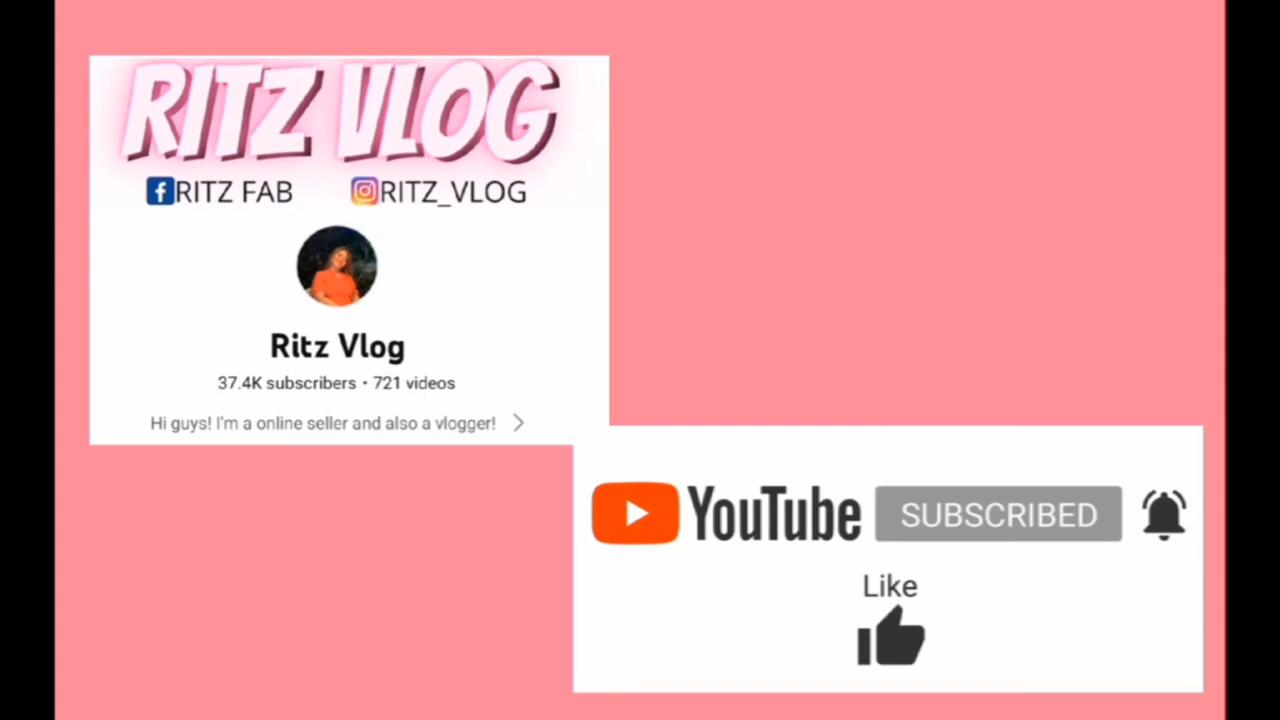 RITZ VLOG
RITZ FAB RITZ_VLOG
Ritz Vlog
37.4K subscribers • 721 videos
Hi guys! I'm a online seller and also a vlogger!
YouTube SUBSCRIBED
Like